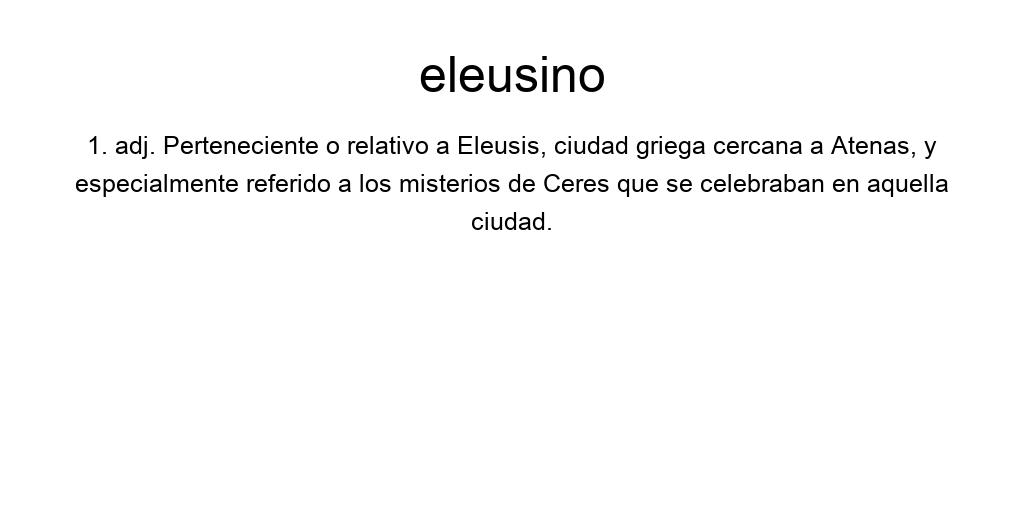 eleusino
1. adj. Perteneciente o relativo a Eleusis, ciudad griega cercana a Atenas, y
especialmente referido a los misterios de Ceres que se celebraban en aquella
ciudad.